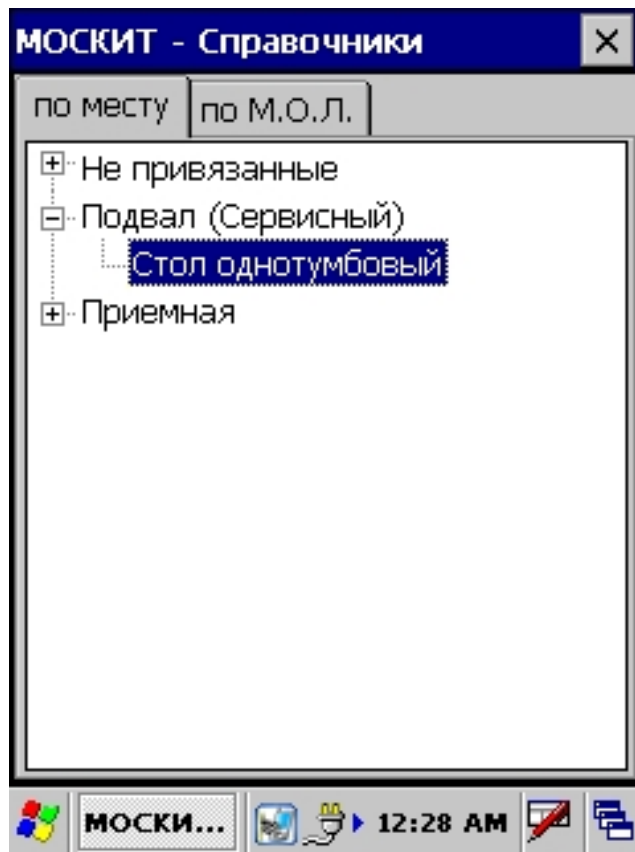 МОСКИТ - Справочники
по месту по М.О.Л.
Не привязанные
Подвал (Сервисный)
Стол однотумбовый
Приемная
МОСКИ... 12:28 AM